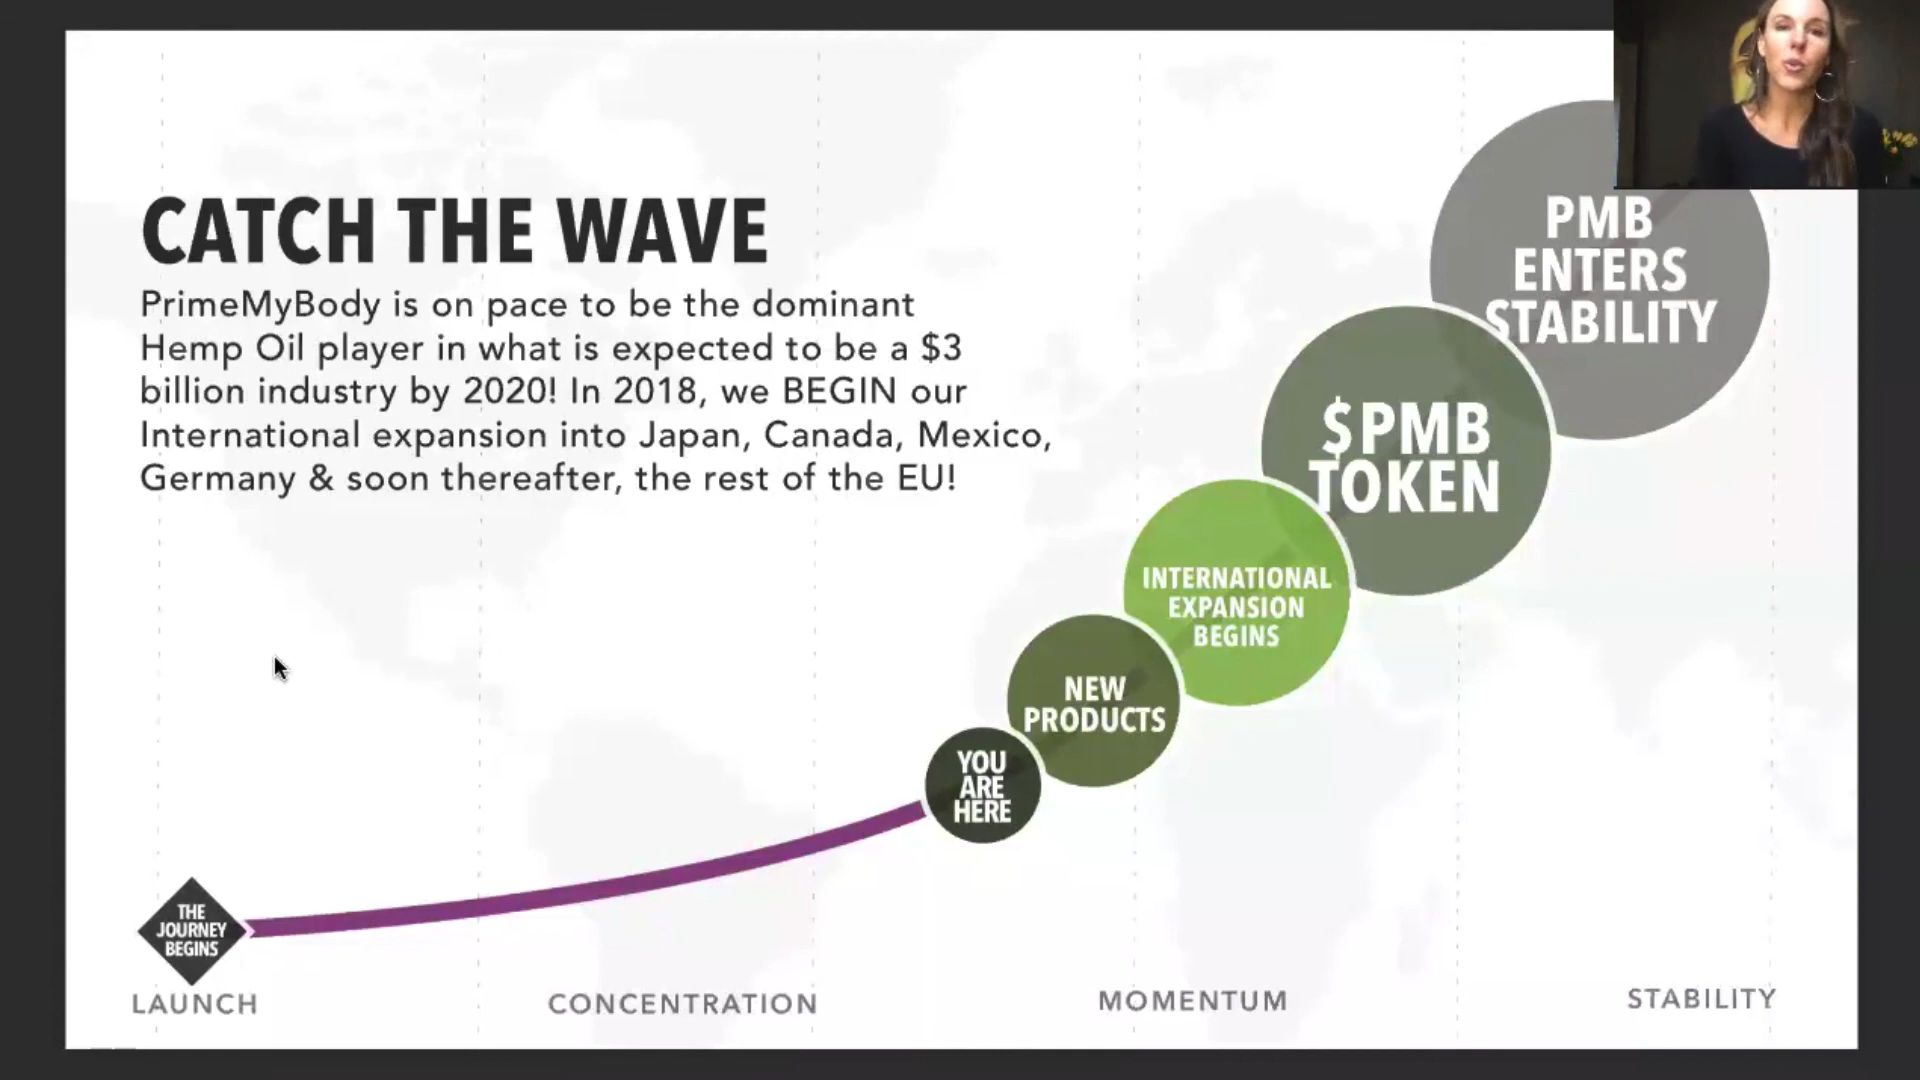 CATCH THE WAVE
PrimeMyBody is on pace to be the dominant
Hemp Oil player in what is expected to be a $3
billion industry by 2020! In 2018, we BEGIN our
International expansion into Japan, Canada, Mexico,
Germany & soon thereafter, the rest of the EU!
PMB
ENTERS
STABILITY
$PMB
TOKEN
INTERNATIONAL
EXPANSION
BEGINS
NEW
PRODUCTS
YOU
ARE
HERE
THE
JOURNEY
BEGINS
LAUNCH
CONCENTRATION
MOMENTUM
STABILITY